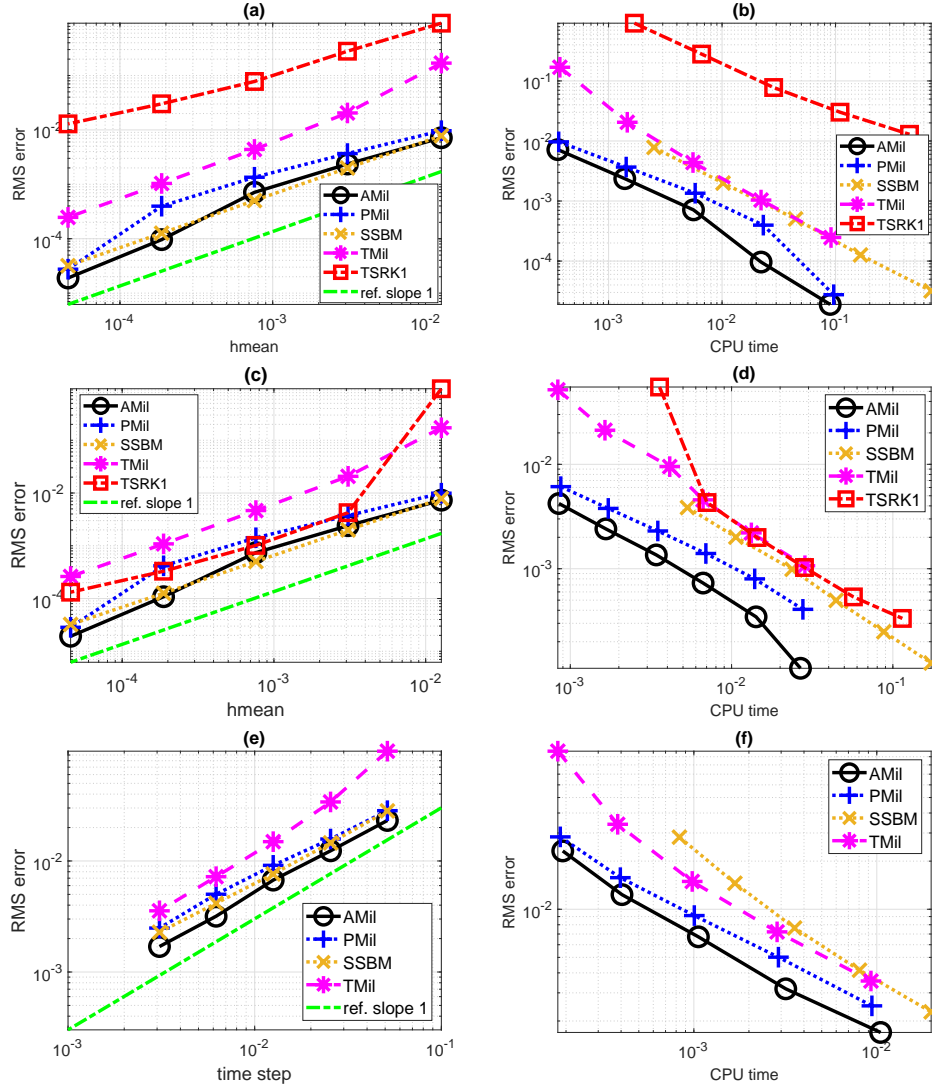 (a)
RMS error
10^-2
10^-4
10^-4
10^-3
10^-2
hmean
AMil
PMil
SSBM
TMil
TSRK1
ref. slope 1
(b)
RMS error
10^-1
10^-2
10^-3
10^-4
10^-3
10^-2
10^-1
CPU time
AMil
PMil
SSBM
TMil
TSRK1
(c)
RMS error
10^-2
10^-4
10^-4
10^-3
10^-2
hmean
AMil
PMil
SSBM
TMil
TSRK1
ref. slope 1
(d)
RMS error
10^-2
10^-3
10^-3
10^-2
10^-1
CPU time
AMil
PMil
SSBM
TMil
TSRK1
(e)
RMS error
10^-2
10^-3
10^-3
10^-2
10^-1
time step
AMil
PMil
SSBM
TMil
ref. slope 1
(f)
RMS error
10^-2
10^-3
10^-2
CPU time
AMil
PMil
SSBM
TMil